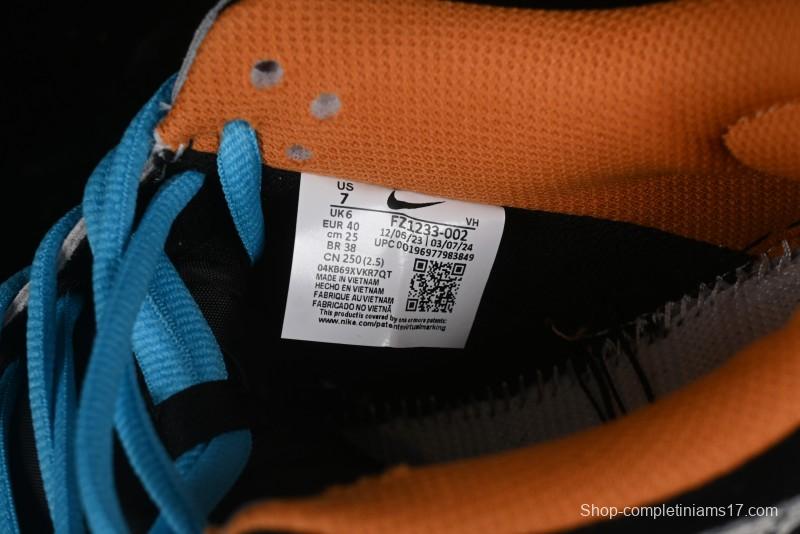 US
7
UK 6
EUR 40
cm 25
BR 38
CN 250 (2.5)
04KB69XVKR7QT
MADE IN VIETNAM
HECHO EN VIETNAM
FABRIQUE AU VIETNAM
FABRICADO NO VIETNÃ
This product is covered by one or more patents:
www.nike.com/patentvirtualmarking
VH
FZ1233-002
12/06/23 | 03/07/24
UPC 00196977983849
Shop-completiniams17.com